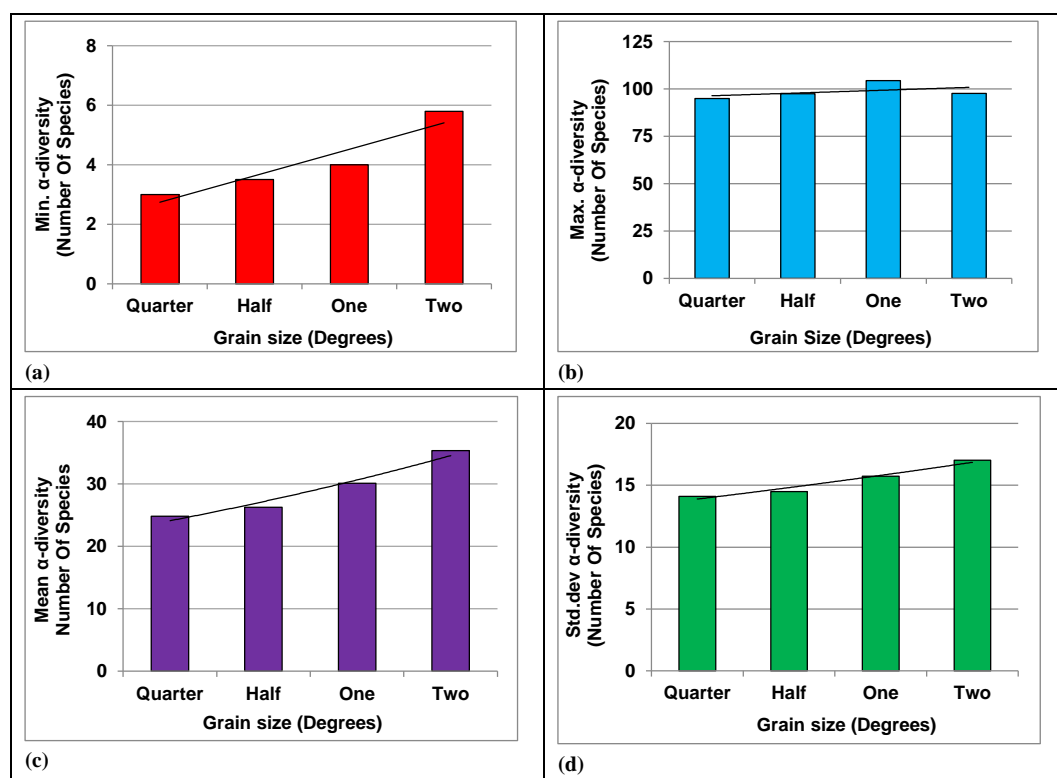 8
6
4
2
0
Min. α-diversity
(Number Of Species)
Quarter Half One Two
Grain size (Degrees)
(a)
125
100
75
50
25
0
Max. α-diversity
(Number Of Species)
Quarter Half One Two
Grain Size (Degrees)
(b)
40
30
20
10
0
Mean α-diversity
Number Of Species
Quarter Half One Two
Grain size (Degrees)
(c)
20
15
10
5
0
Std.dev α-diversity
(Number Of Species)
Quarter Half One Two
Grain size (Degrees)
(d)